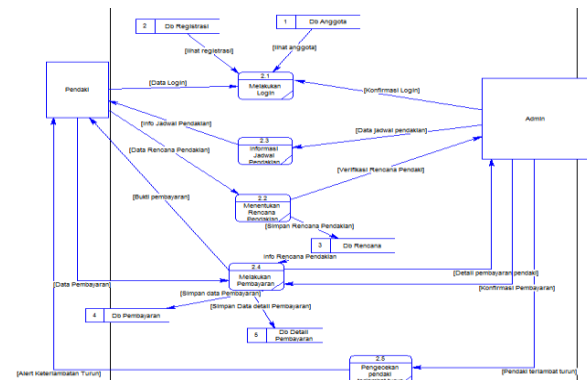 2 Db Registrasi
1 Db Anggota
[lihat registrasi]
[lihat anggota]
2.1
Melakukan
Login
Pendaki
[Data Login]
[Konfirmasi Login]
Admin
[Info Jadwal Pendakian]
[Data jadwal pendakian]
2.3
Informasi
Jadwal
Pendakian
[Data Rencana Pendakian]
[Verifikasi Rencana Pendaki]
2.2
Menentukan
Rencana
Pendakian
[Bukti pembayaran]
[Simpan Rencana Pendakian]
3 Db Rencana
info Rencana Pendakian
2.4
Melakukan
Pembayaran
[Detail pembayaran pendaki]
[Data Pembayaran]
[Konfirmasi Pembayaran]
[Simpan data Pembayaran]
[Simpan Data detail Pembayaran]
4 Db Pembayaran
5 Db Detail
Pembayaran
2.5
Pengecekan
pendaki
[Alert Keterlambatan Turun]
[Pendaki terlambat turun]